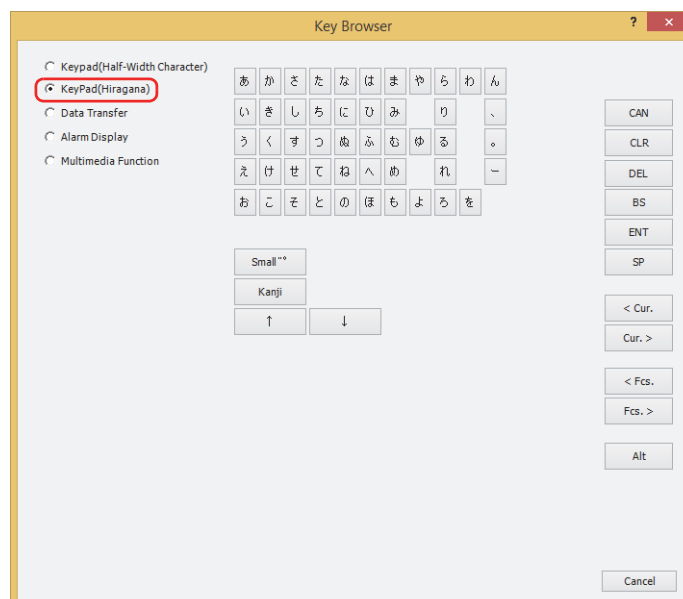 Key Browser
? ×
Keypad(Half-Width Character)
KeyPad(Hiragana)
Data Transfer
Alarm Display
Multimedia Function
あ か さ た な は ま や ら わ ん
い き し ち に ひ み り 、
う く す つ ぬ ふ む ゆ る 。
え け せ て ね へ め れ ー
お こ そ と の ほ も よ ろ を
Small゛゜
Kanji
↑ ↓
CAN
CLR
DEL
BS
ENT
SP
< Cur.
Cur. >
< Fcs.
Fcs. >
Alt
Cancel